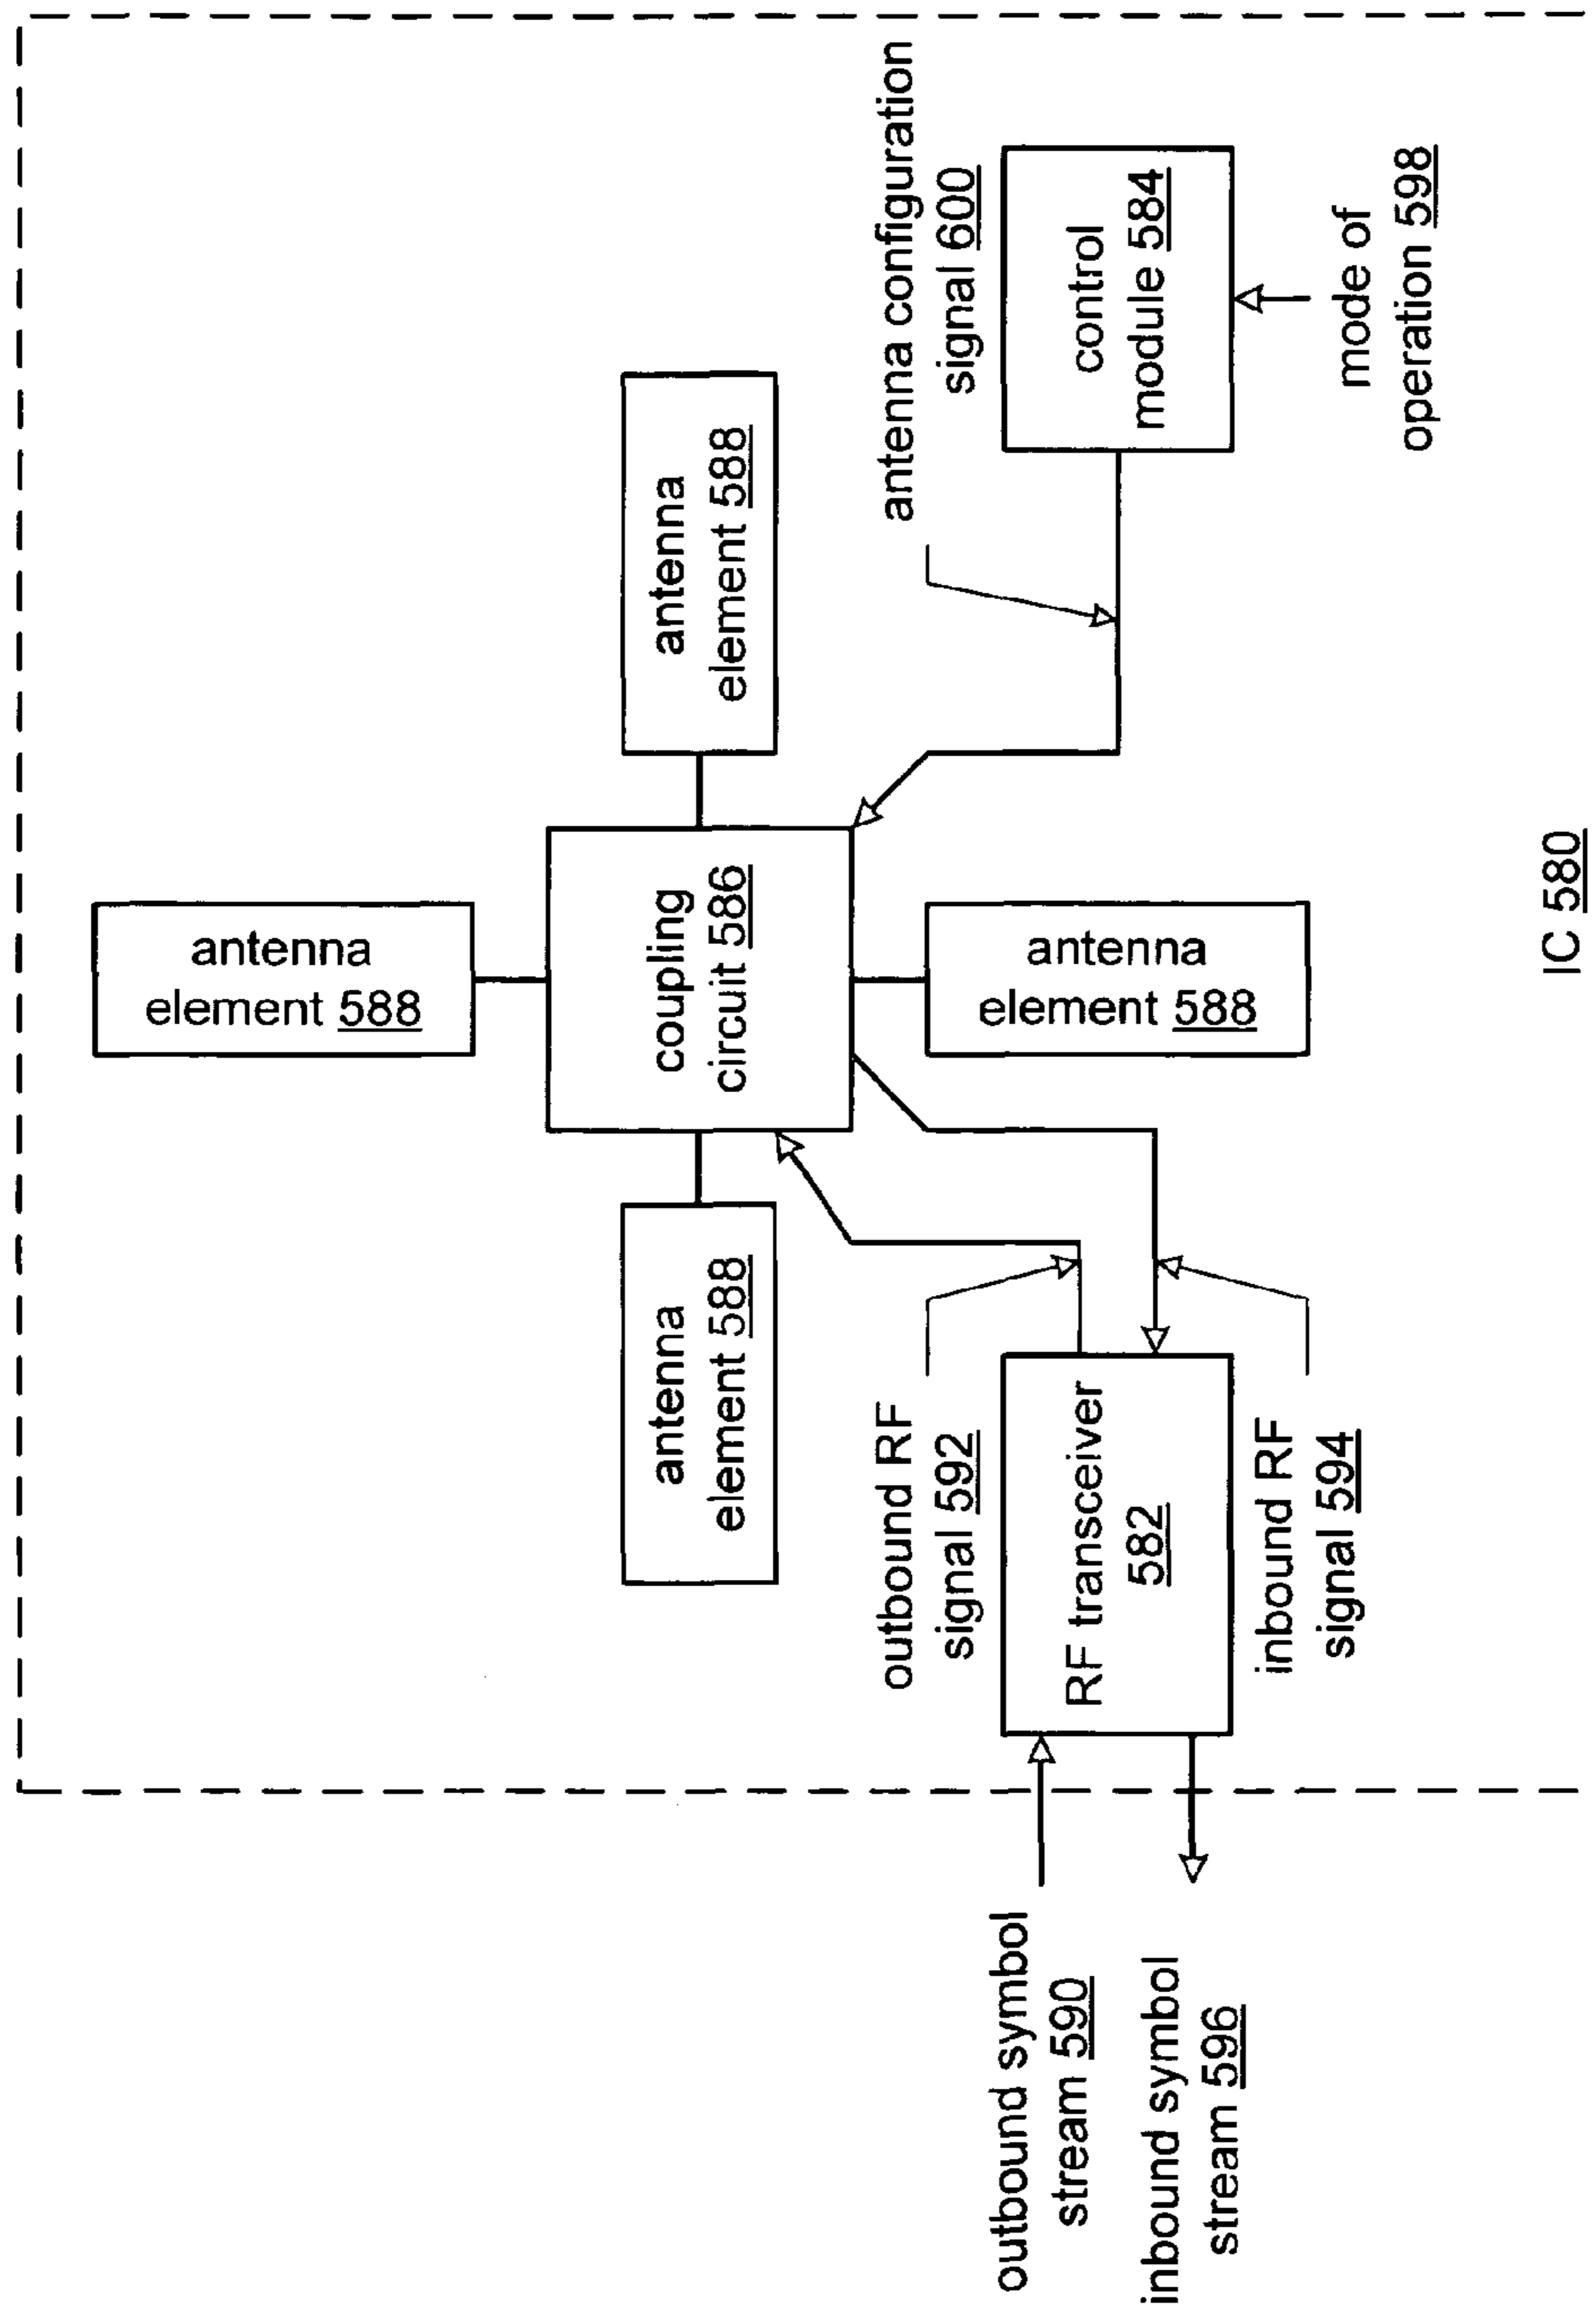 antenna
element 588
antenna
element 588
coupling
circuit 586
antenna
element 588
antenna
element 588
outbound RF
signal 592
antenna configuration
signal 600
outbound symbol
stream 590
RF transceiver
582
control
module 584
inbound symbol
stream 596
inbound RF
signal 594
mode of
operation 598
IC 580